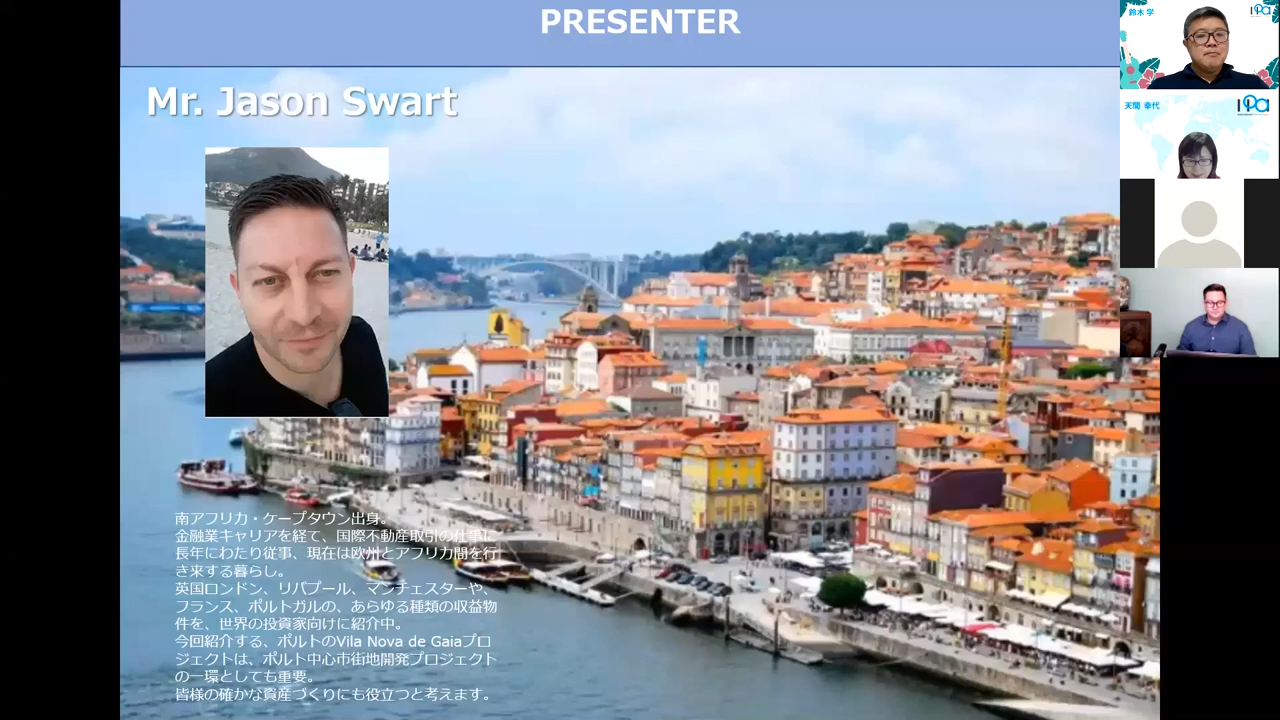 PRESENTER
Mr. Jason Swart
南アフリカ・ケープタウン出身。
金融業キャリアを経て、国際不動産取引の仕事に
長年にわたり従事、現在は欧州とアフリカ間を行
き来する暮らし。
英国ロンドン、リバプール、マンチェスターや、
フランス、ポルトガルの、あらゆる種類の収益物
件を、世界の投資家向けに紹介中。
今回紹介する、ポルトのVila Nova de Gaiaプロ
ジェクトは、ポルト中心市街地開発プロジェクト
の一環としても重要。
皆様の確かな資産づくりにも役立つと考えます。
鈴木 学
IPA
天間 幸代
IPA